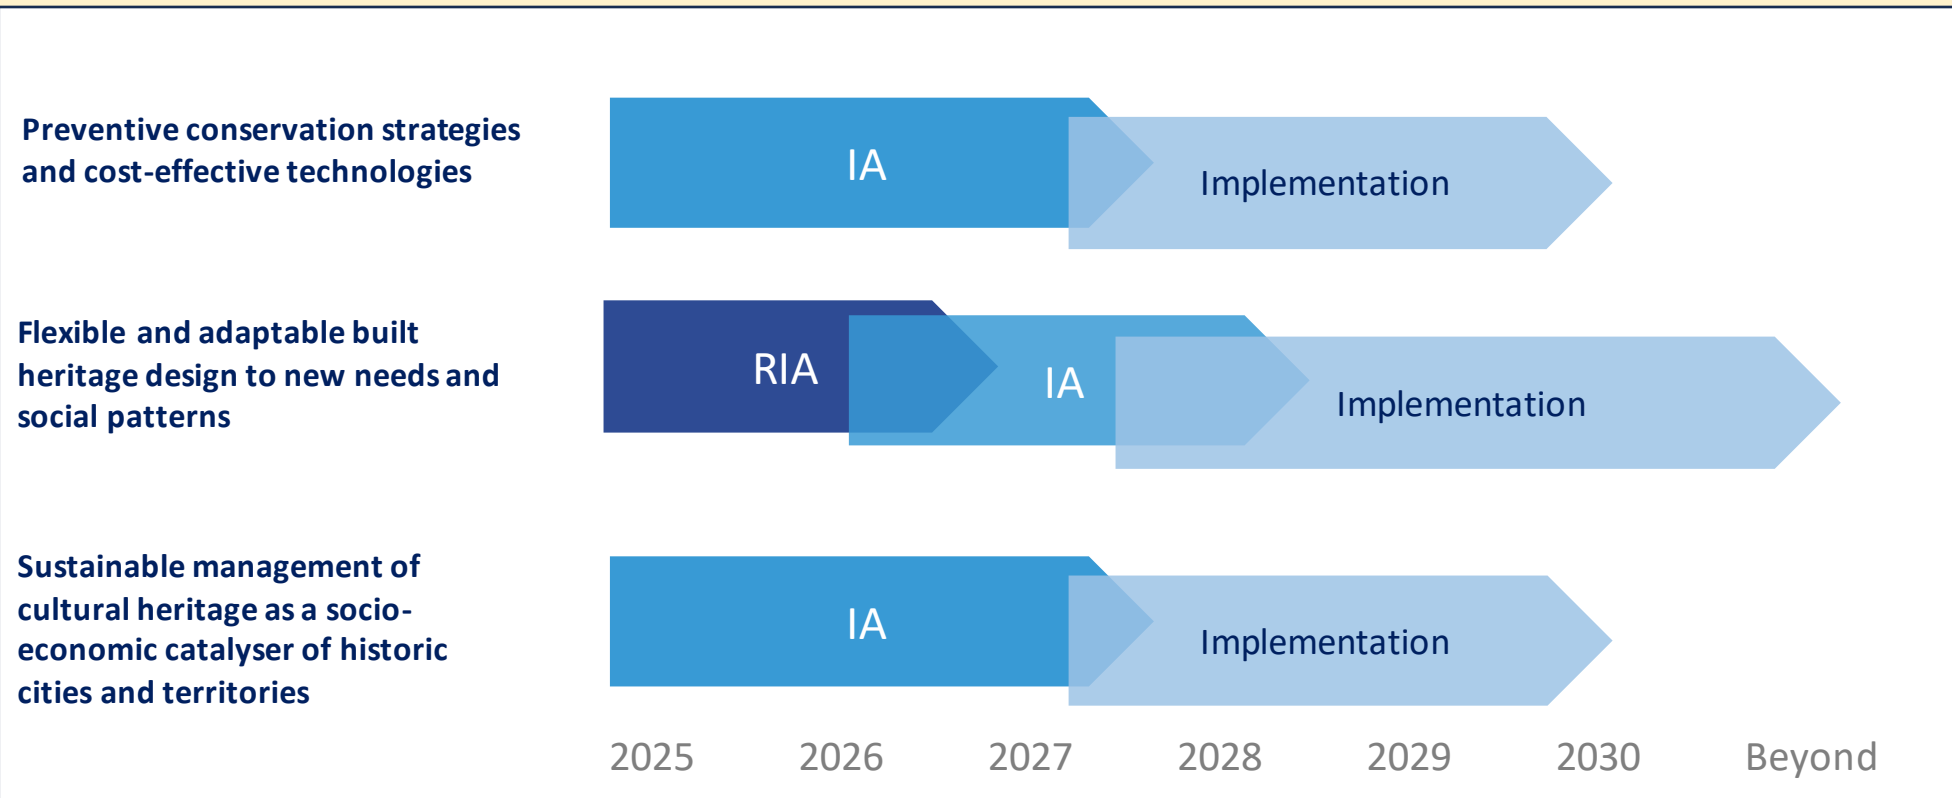 Preventive conservation strategies
and cost-effective technologies
IA
Implementation
Flexible and adaptable built
heritage design to new needs and
social patterns
RIA
IA
Implementation
Sustainable management of
cultural heritage as a socio-
economic catalyser of historic
cities and territories
IA
Implementation
2025 2026 2027 2028 2029 2030 Beyond